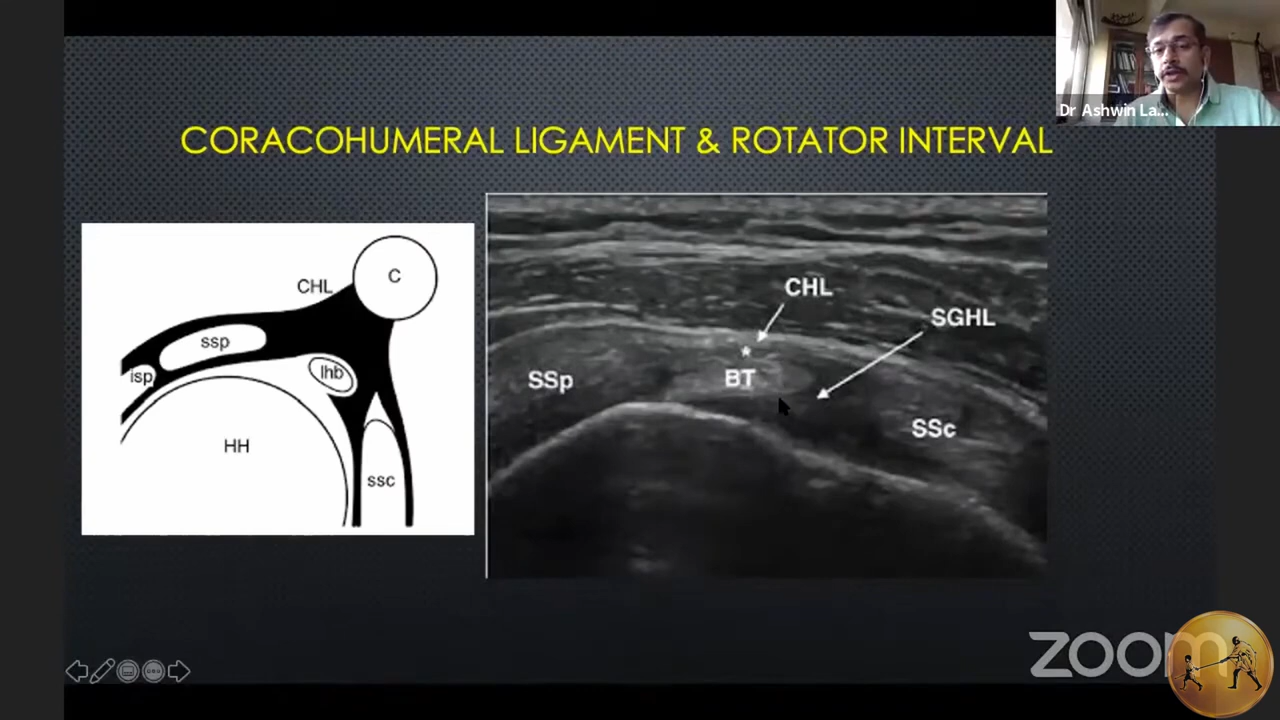 Dr Ashwin La...
CORACOHUMERAL LIGAMENT & ROTATOR INTERVAL
C
CHL
ssp
isp
lhb
HH
ssc
CHL
SGHL
*
BT
SSp
SSc
zoom